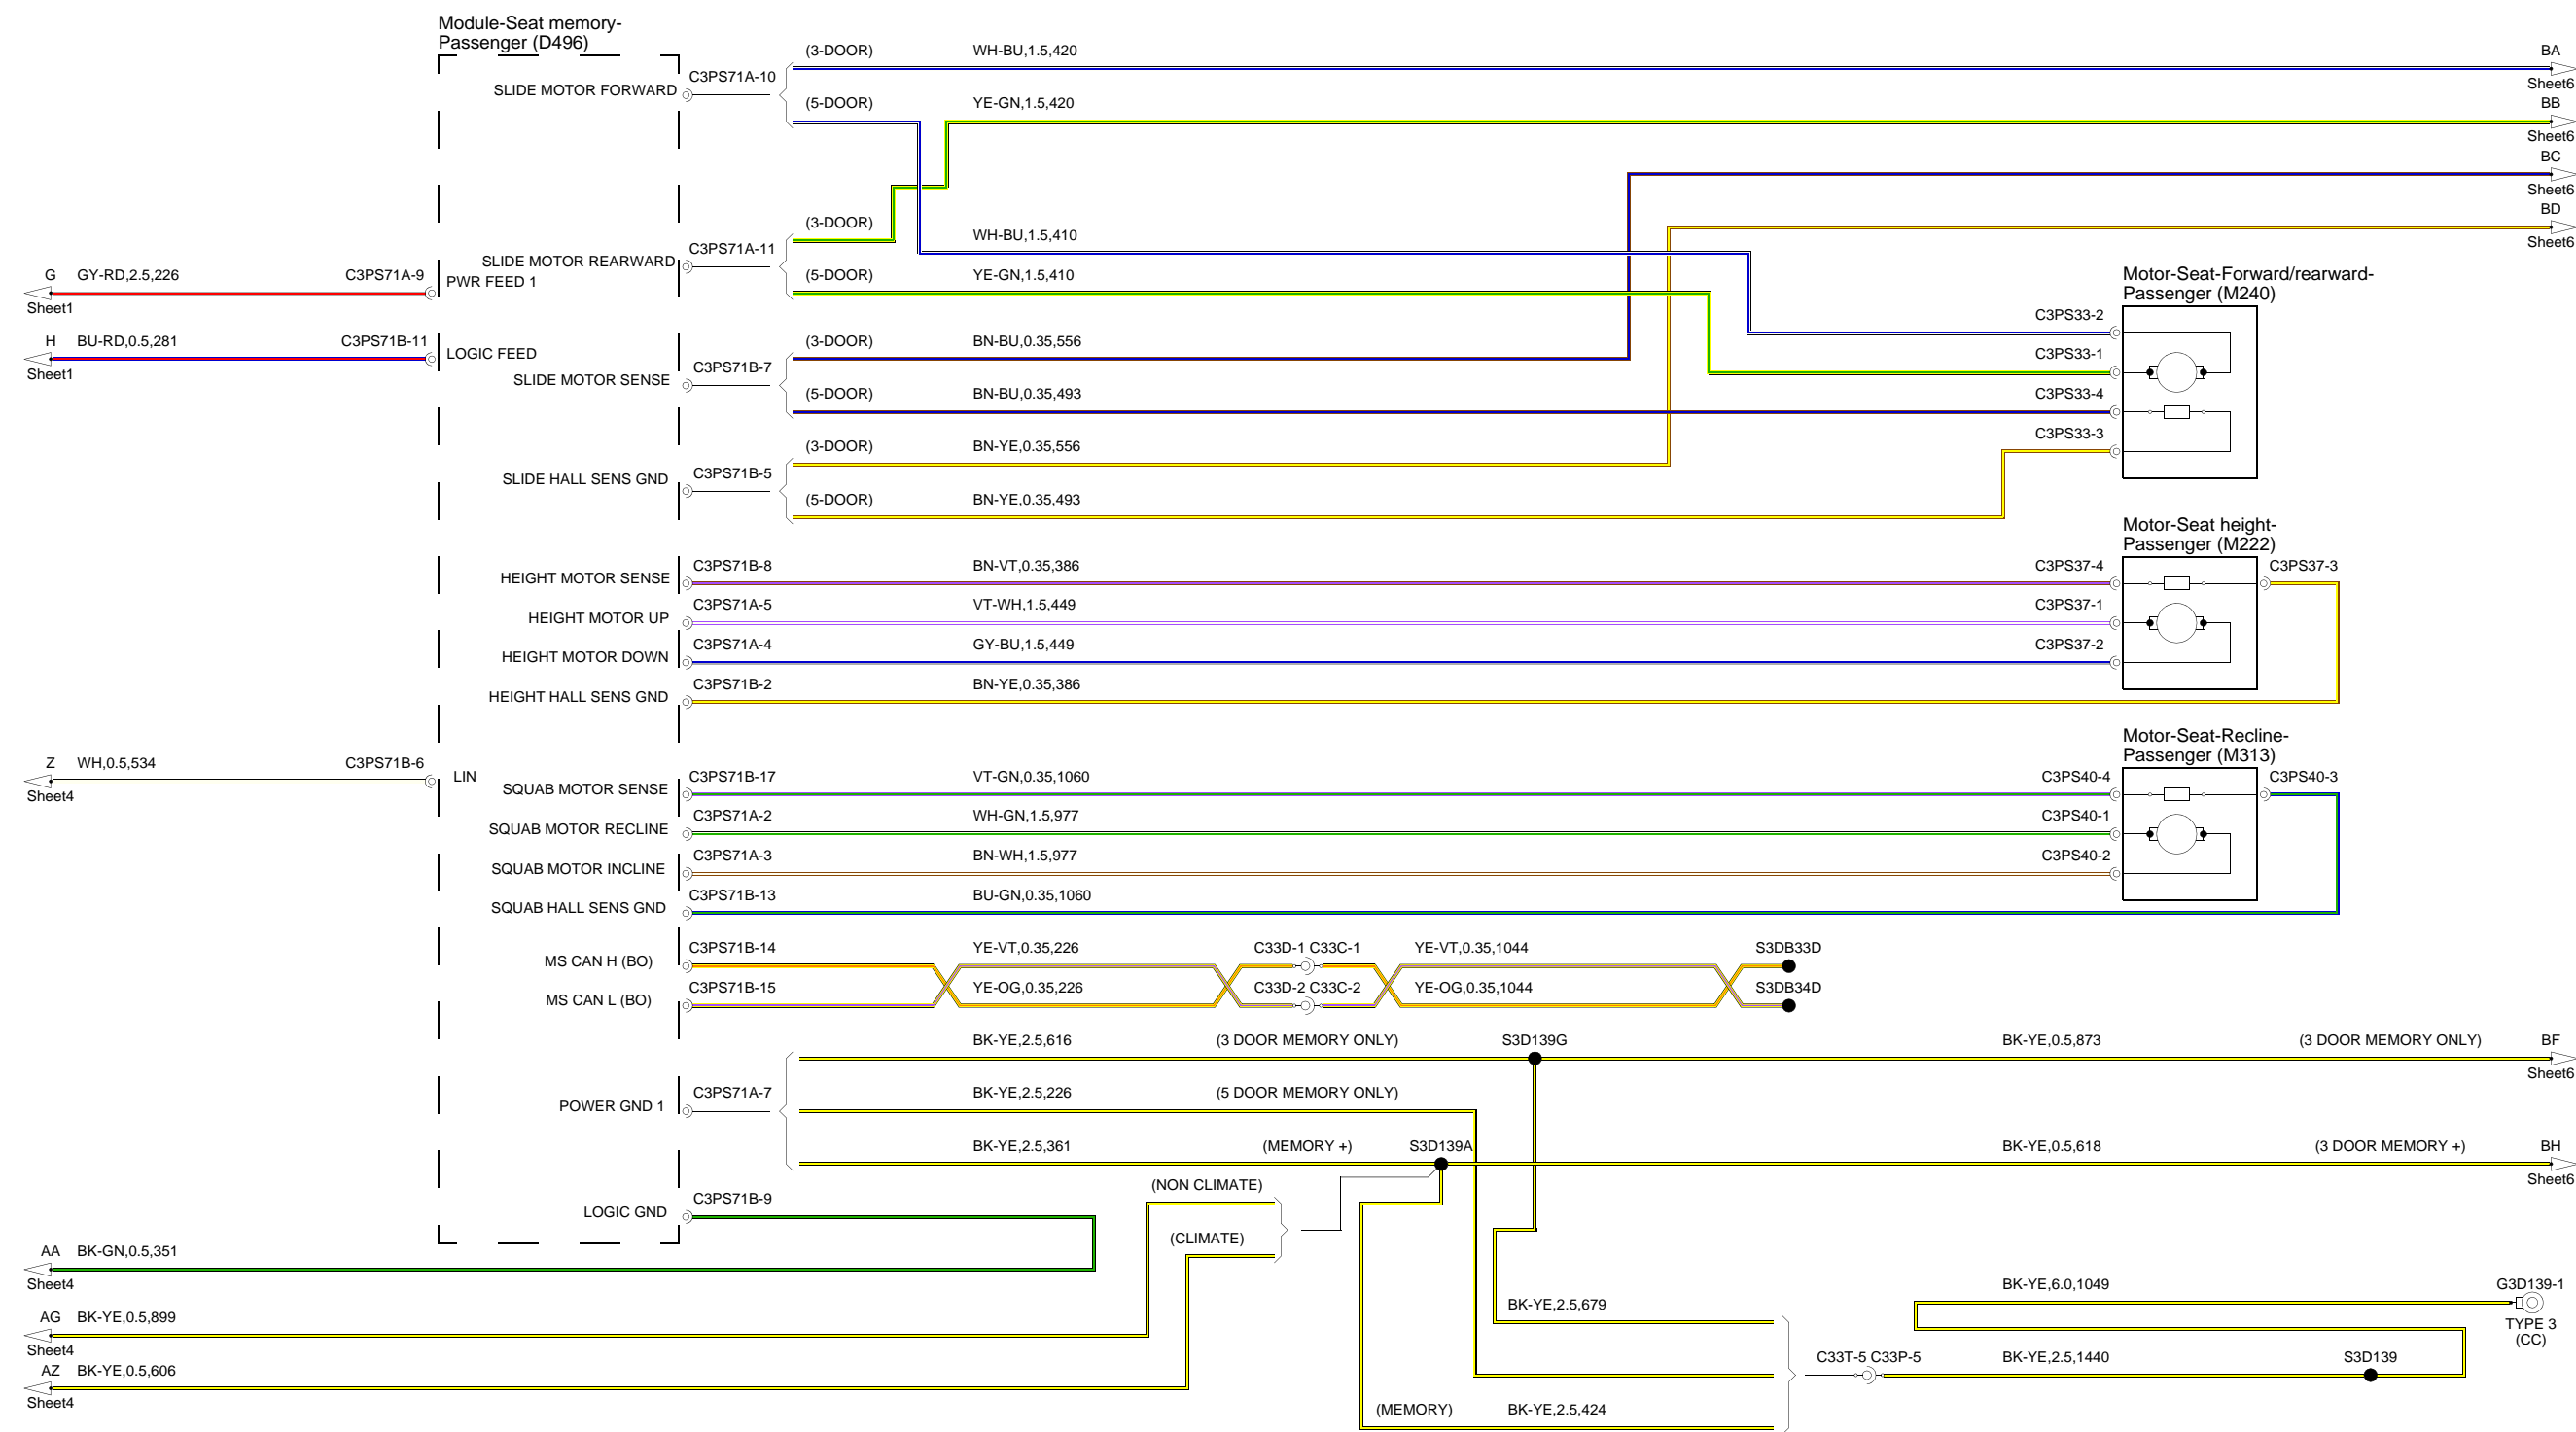 Module-Seat memory-
Passenger (D496)
SLIDE MOTOR FORWARD
C3PS71A-10
(3-DOOR)
WH-BU,1.5,420
BA
Sheet6
(5-DOOR)
YE-GN,1.5,420
BB
Sheet6
BC
Sheet6
BD
Sheet6
SLIDE MOTOR REARWARD
C3PS71A-11
(3-DOOR)
WH-BU,1.5,410
(5-DOOR)
YE-GN,1.5,410
G
GY-RD,2.5,226
C3PS71A-9
PWR FEED 1
Sheet1
H
BU-RD,0.5,281
C3PS71B-11
LOGIC FEED
Sheet1
SLIDE MOTOR SENSE
C3PS71B-7
(3-DOOR)
BN-BU,0.35,556
(5-DOOR)
BN-BU,0.35,493
SLIDE HALL SENS GND
C3PS71B-5
(3-DOOR)
BN-YE,0.35,556
(5-DOOR)
BN-YE,0.35,493
Motor-Seat-Forward/rearward-
Passenger (M240)
C3PS33-2
C3PS33-1
C3PS33-4
C3PS33-3
Motor-Seat height-
Passenger (M222)
HEIGHT MOTOR SENSE
C3PS71B-8
BN-VT,0.35,386
C3PS37-4
C3PS37-3
HEIGHT MOTOR UP
C3PS71A-5
VT-WH,1.5,449
C3PS37-1
HEIGHT MOTOR DOWN
C3PS71A-4
GY-BU,1.5,449
C3PS37-2
HEIGHT HALL SENS GND
C3PS71B-2
BN-YE,0.35,386
Motor-Seat-Recline-
Passenger (M313)
Z
WH,0.5,534
C3PS71B-6
LIN
Sheet4
SQUAB MOTOR SENSE
C3PS71B-17
VT-GN,0.35,1060
C3PS40-4
C3PS40-3
SQUAB MOTOR RECLINE
C3PS71A-2
WH-GN,1.5,977
C3PS40-1
SQUAB MOTOR INCLINE
C3PS71A-3
BN-WH,1.5,977
C3PS40-2
SQUAB HALL SENS GND
C3PS71B-13
BU-GN,0.35,1060
MS CAN H (BO)
C3PS71B-14
YE-VT,0.35,226
C33D-1 C33C-1
YE-VT,0.35,1044
S3DB33D
MS CAN L (BO)
C3PS71B-15
YE-OG,0.35,226
C33D-2 C33C-2
YE-OG,0.35,1044
S3DB34D
BK-YE,2.5,616
(3 DOOR MEMORY ONLY)
S3D139G
BK-YE,0.5,873
(3 DOOR MEMORY ONLY)
BF
Sheet6
POWER GND 1
C3PS71A-7
BK-YE,2.5,226
(5 DOOR MEMORY ONLY)
BK-YE,2.5,361
(MEMORY +)
S3D139A
BK-YE,0.5,618
(3 DOOR MEMORY +)
BH
Sheet6
(NON CLIMATE)
LOGIC GND
C3PS71B-9
(CLIMATE)
AA
BK-GN,0.5,351
Sheet4
AG
BK-YE,0.5,899
Sheet4
AZ
BK-YE,0.5,606
Sheet4
BK-YE,2.5,679
BK-YE,6.0,1049
G3D139-1
TYPE 3
(CC)
C33T-5 C33P-5
BK-YE,2.5,1440
S3D139
(MEMORY)
BK-YE,2.5,424